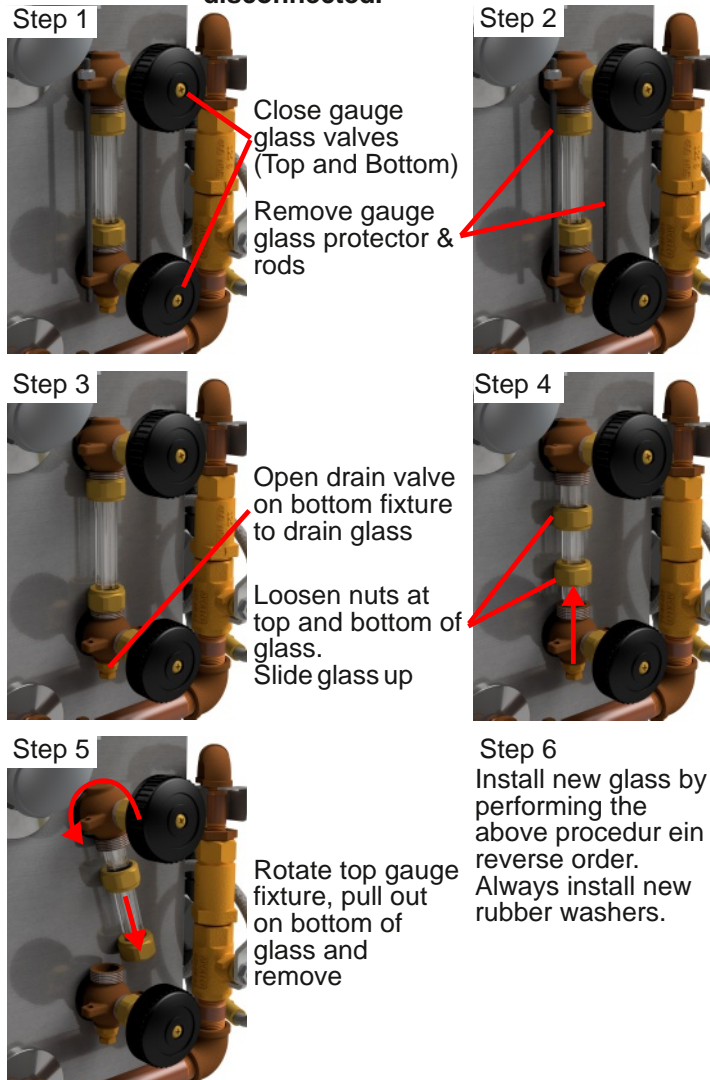 disconnected.
Step 1
Step 2
Close gauge
glass valves
(Top and Bottom)
Remove gauge
glass protector &
rods
Step 3
Step 4
Open drain valve
on bottom fixture
to drain glass
Loosen nuts at
top and bottom of
glass.
Slide glass up
Step 5
Rotate top gauge
fixture, pull out
on bottom of
glass and
remove
Step 6
Install new glass by
performing the
above procedur ein
reverse order.
Always install new
rubber washers.